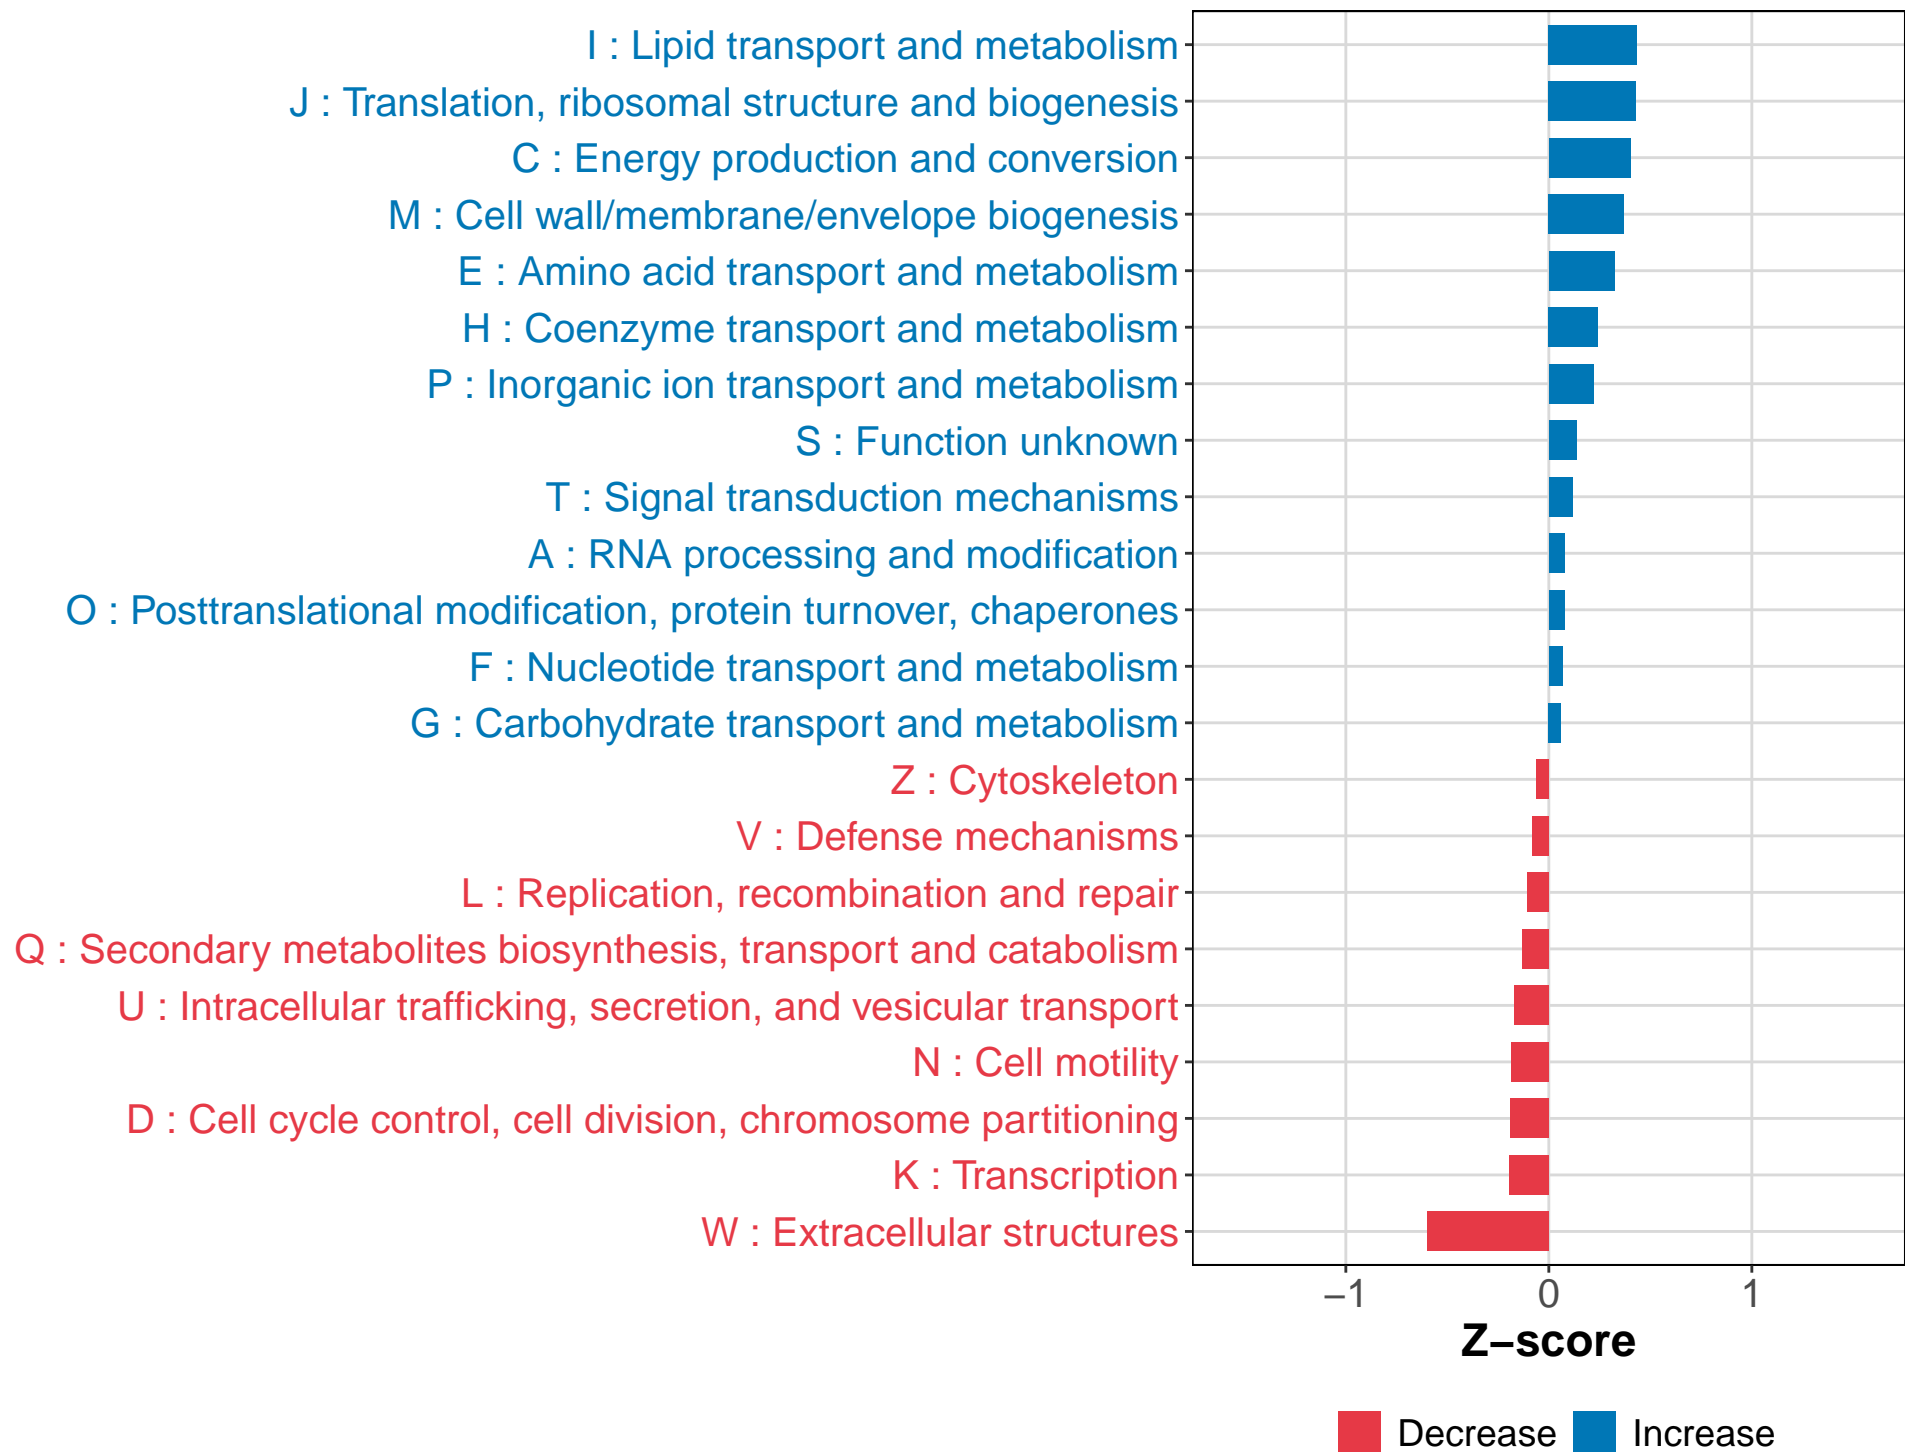 I : Lipid transport and metabolism
J : Translation, ribosomal structure and biogenesis
C : Energy production and conversion
M : Cell wall/membrane/envelope biogenesis
E : Amino acid transport and metabolism
H : Coenzyme transport and metabolism
P : Inorganic ion transport and metabolism
S : Function unknown
T : Signal transduction mechanisms
A : RNA processing and modification
O : Posttranslational modification, protein turnover, chaperones
F : Nucleotide transport and metabolism
G : Carbohydrate transport and metabolism
Z : Cytoskeleton
V : Defense mechanisms
L : Replication, recombination and repair
Q : Secondary metabolites biosynthesis, transport and catabolism
U : Intracellular trafficking, secretion, and vesicular transport
N : Cell motility
D : Cell cycle control, cell division, chromosome partitioning
K : Transcription
W : Extracellular structures
−1 0 1
Z−score
Decrease Increase